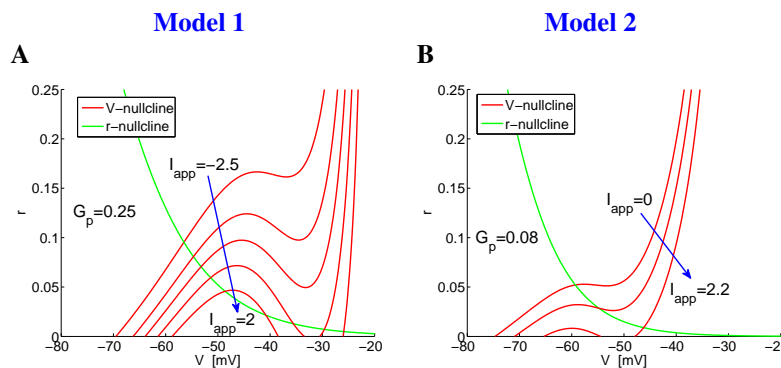 Model 1
Model 2
A
B
V-nullcline
r-nullcline
I_app=-2.5
G_p=0.25
I_app=2
0.25
0.2
0.15
0.1
0.05
0
r
−80 −70 −60 −50 −40 −30 −20
V [mV]
V-nullcline
r-nullcline
I_app=0
G_p=0.08
I_app=2.2
0.25
0.2
0.15
0.1
0.05
0
r
−80 −70 −60 −50 −40 −30 −2
V [mV]